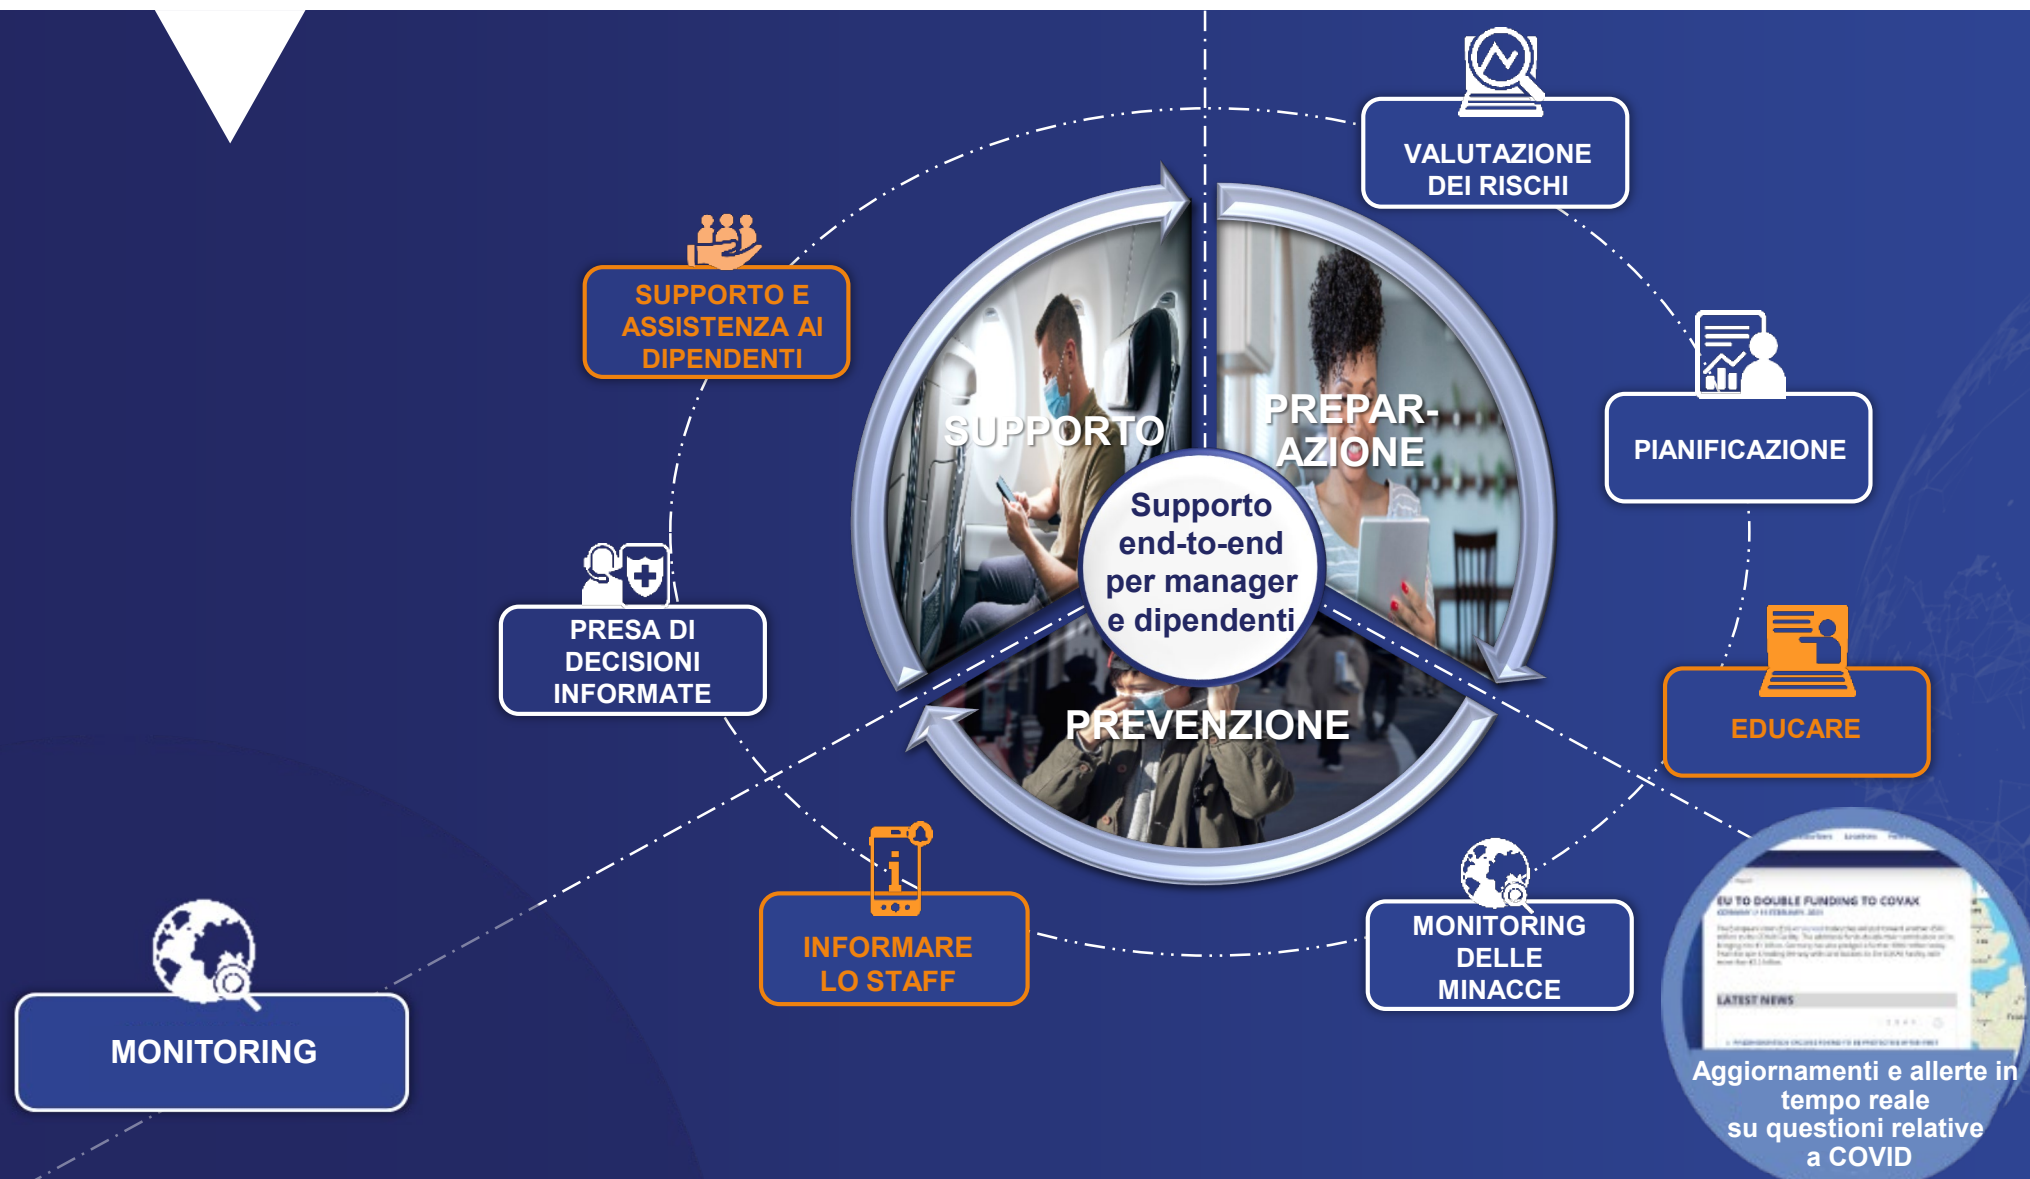 VALUTAZIONE
DEI RISCHI
SUPPORTO E
ASSISTENZA AI
DIPENDENTI
SUPPORTO
PREPAR-
AZIONE
PIANIFICAZIONE
Supporto
end-to-end
per manager
e dipendenti
PRESA DI
DECISIONI
INFORMATE
PREVENZIONE
EDUCARE
INFORMARE
LO STAFF
MONITORING
DELLE
MINACCE
MONITORING
EU TO DOUBLE FUNDING TO COVAX
LATEST NEWS
Aggiornamenti e allerte in
tempo reale
su questioni relative
a COVID